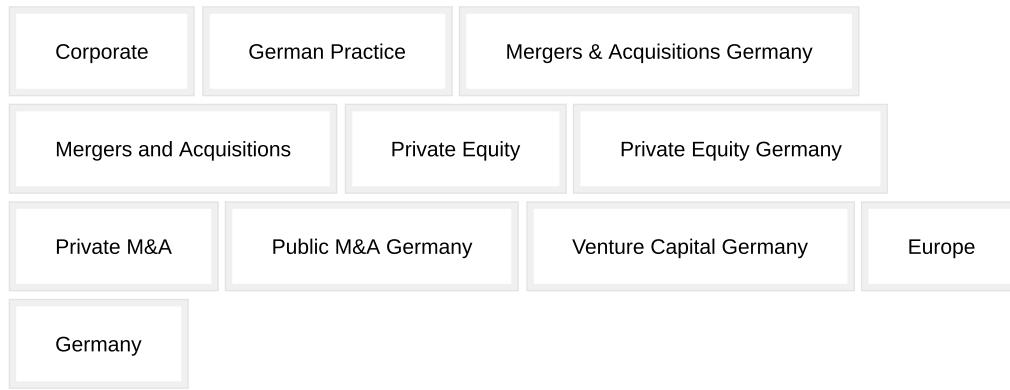 Corporate German Practice Mergers & Acquisitions Germany
Mergers and Acquisitions Private Equity Private Equity Germany
Private M&A Public M&A Germany Venture Capital Germany Europe
Germany